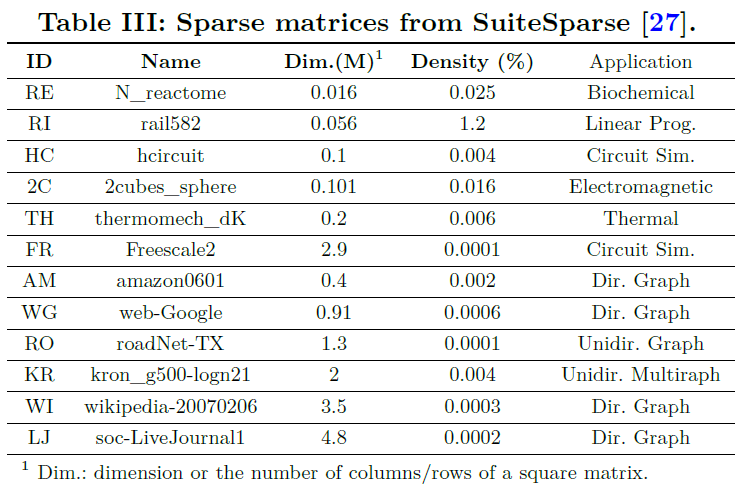 Table III: Sparse matrices from SuiteSparse [27].
ID Name Dim.(M)¹ Density (%) Application
RE N_reactome 0.016 0.025 Biochemical
RI rail582 0.056 1.2 Linear Prog.
HC hcircuit 0.1 0.004 Circuit Sim.
2C 2cubes_sphere 0.101 0.016 Electromagnetic
TH thermomech_dK 0.2 0.006 Thermal
FR Freescale2 2.9 0.0001 Circuit Sim.
AM amazon0601 0.4 0.002 Dir. Graph
WG web-Google 0.91 0.0006 Dir. Graph
RO roadNet-TX 1.3 0.0001 Unidir. Graph
KR kron_g500-logn21 2 0.004 Unidir. Multiraph
WI wikipedia-20070206 3.5 0.0003 Dir. Graph
LJ soc-LiveJournal1 4.8 0.0002 Dir. Graph
¹ Dim.: dimension or the number of columns/rows of a square matrix.